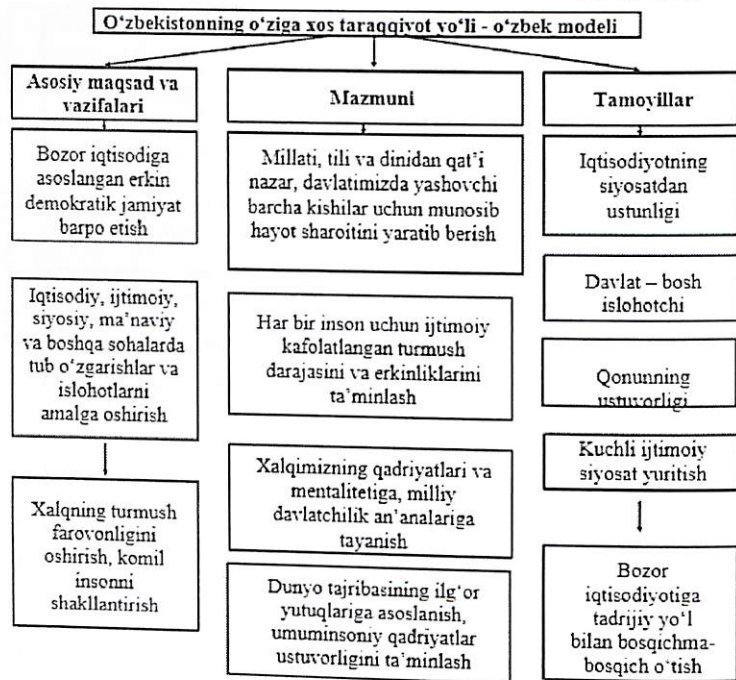 O‘zbekistonning o‘ziga xos taraqqiyot yo‘li - o‘zbek modeli
Asosiy maqsad va
vazifalari
Bozor iqtisodiga
asoslangan erkin
demokratik jamiyat
barpo etish
Iqtisodiy, ijtimoiy,
siyosiy, ma’naviy
va boshqa sohalarda
tub o‘zgarishlar va
islohotlarni
amalga oshirish
Xalqning turmush
farovonligini
oshirish, komil
insonni
shakllantirish
Mazmuni
Millati, tili va dinidan qat’i
nazar, davlatimizda yashovchi
barcha kishilar uchun munosib
hayot sharoitini yaratib berish
Har bir inson uchun ijtimoiy
kafolatlangan turmush
darajasini va erkinliklarini
ta’minlash
Xalqimizning qadriyatlari va
mentalitetiga, milliy
davlatchilik an’analariga
tayanish
Dunyo tajribasining ilg‘or
yutuqlariga asoslanish,
umuminsoniy qadriyatlar
ustuvorligini ta’minlash
Tamoyillar
Iqtisodiyotning
siyosatdan
ustunligi
Davlat – bosh
islohotchi
Qonunning
ustuvorligi
Kuchli ijtimoiy
siyosat yuritish
Bozor
iqtisodiyotiga
tadrijiy yo‘l
bilan bosqichma-
bosqich o‘tish